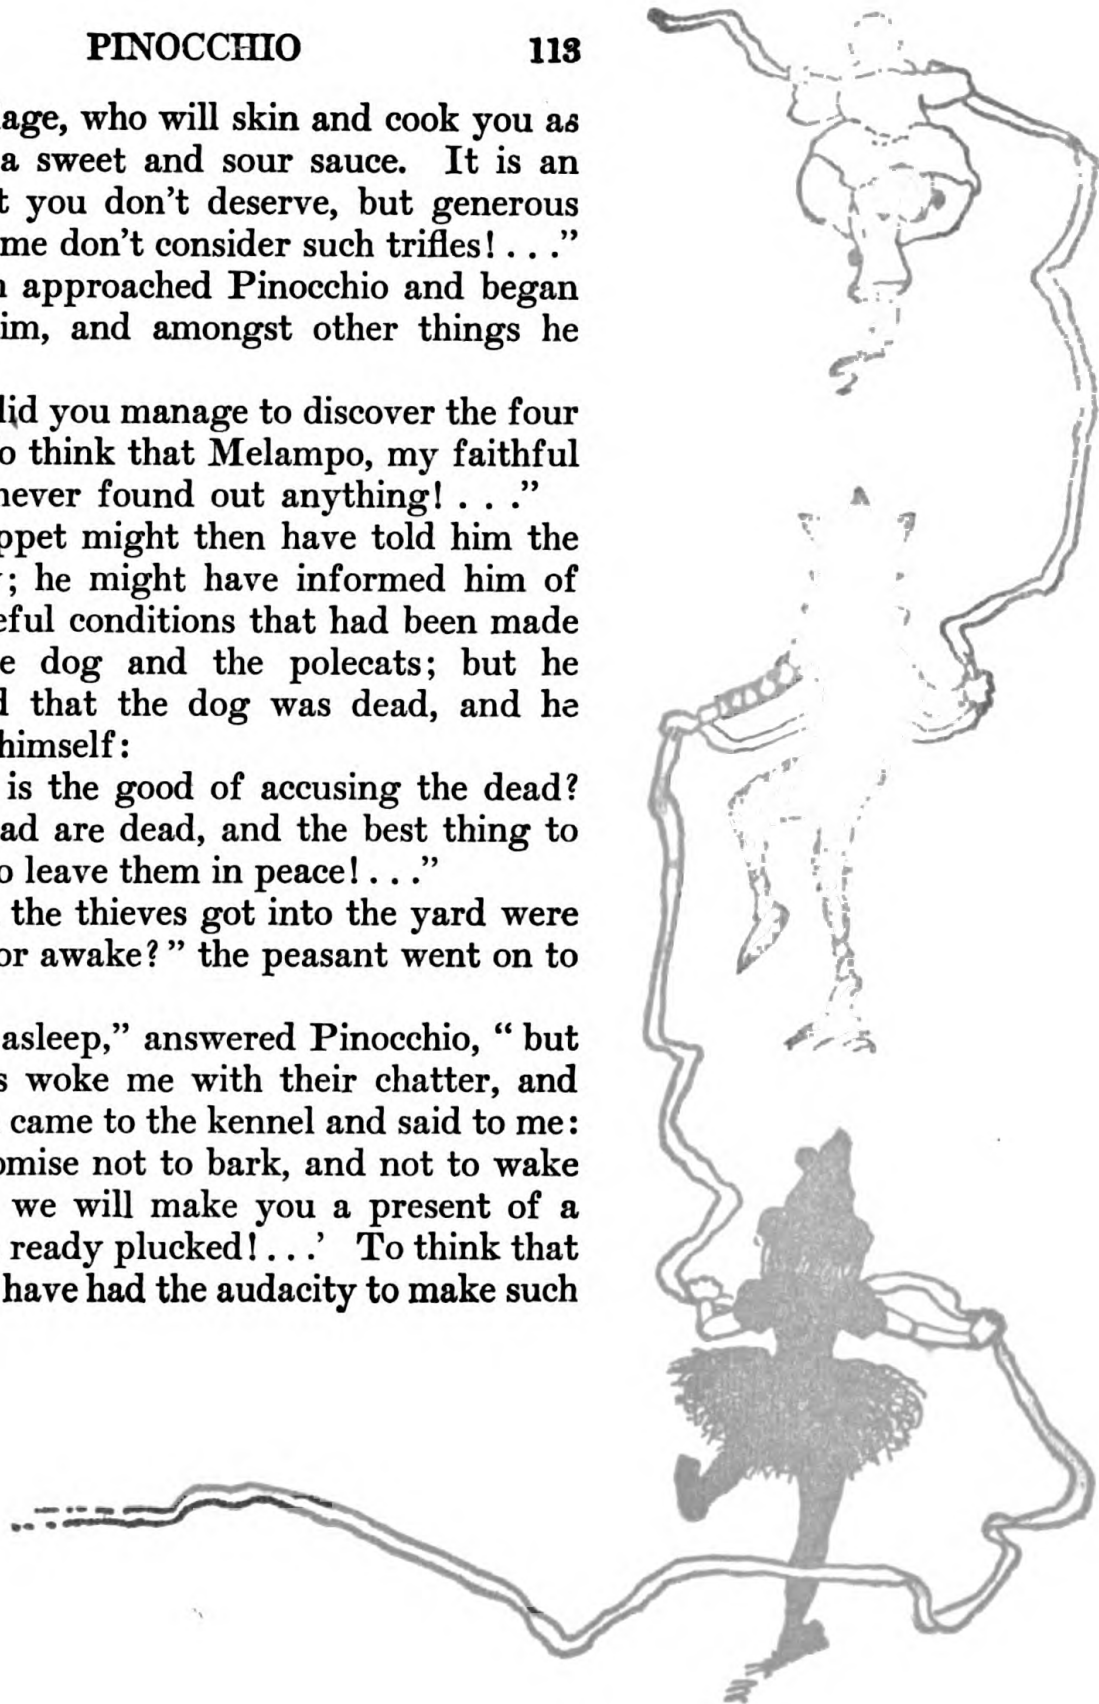 PINOCCHIO 113
age, who will skin and cook you as
a sweet and sour sauce. It is an
t you don't deserve, but generous
me don't consider such trifles! . . ."
approached Pinocchio and began
im, and amongst other things he
did you manage to discover the four
o think that Melampo, my faithful
never found out anything! . . ."
ppet might then have told him the
; he might have informed him of
eful conditions that had been made
e dog and the polecats; but he
d that the dog was dead, and he
himself:
is the good of accusing the dead?
ad are dead, and the best thing to
o leave them in peace! . . ."
the thieves got into the yard were
or awake?" the peasant went on to
asleep," answered Pinocchio, "but
s woke me with their chatter, and
came to the kennel and said to me:
omise not to bark, and not to wake
we will make you a present of a
ready plucked! . . .' To think that
have had the audacity to make such